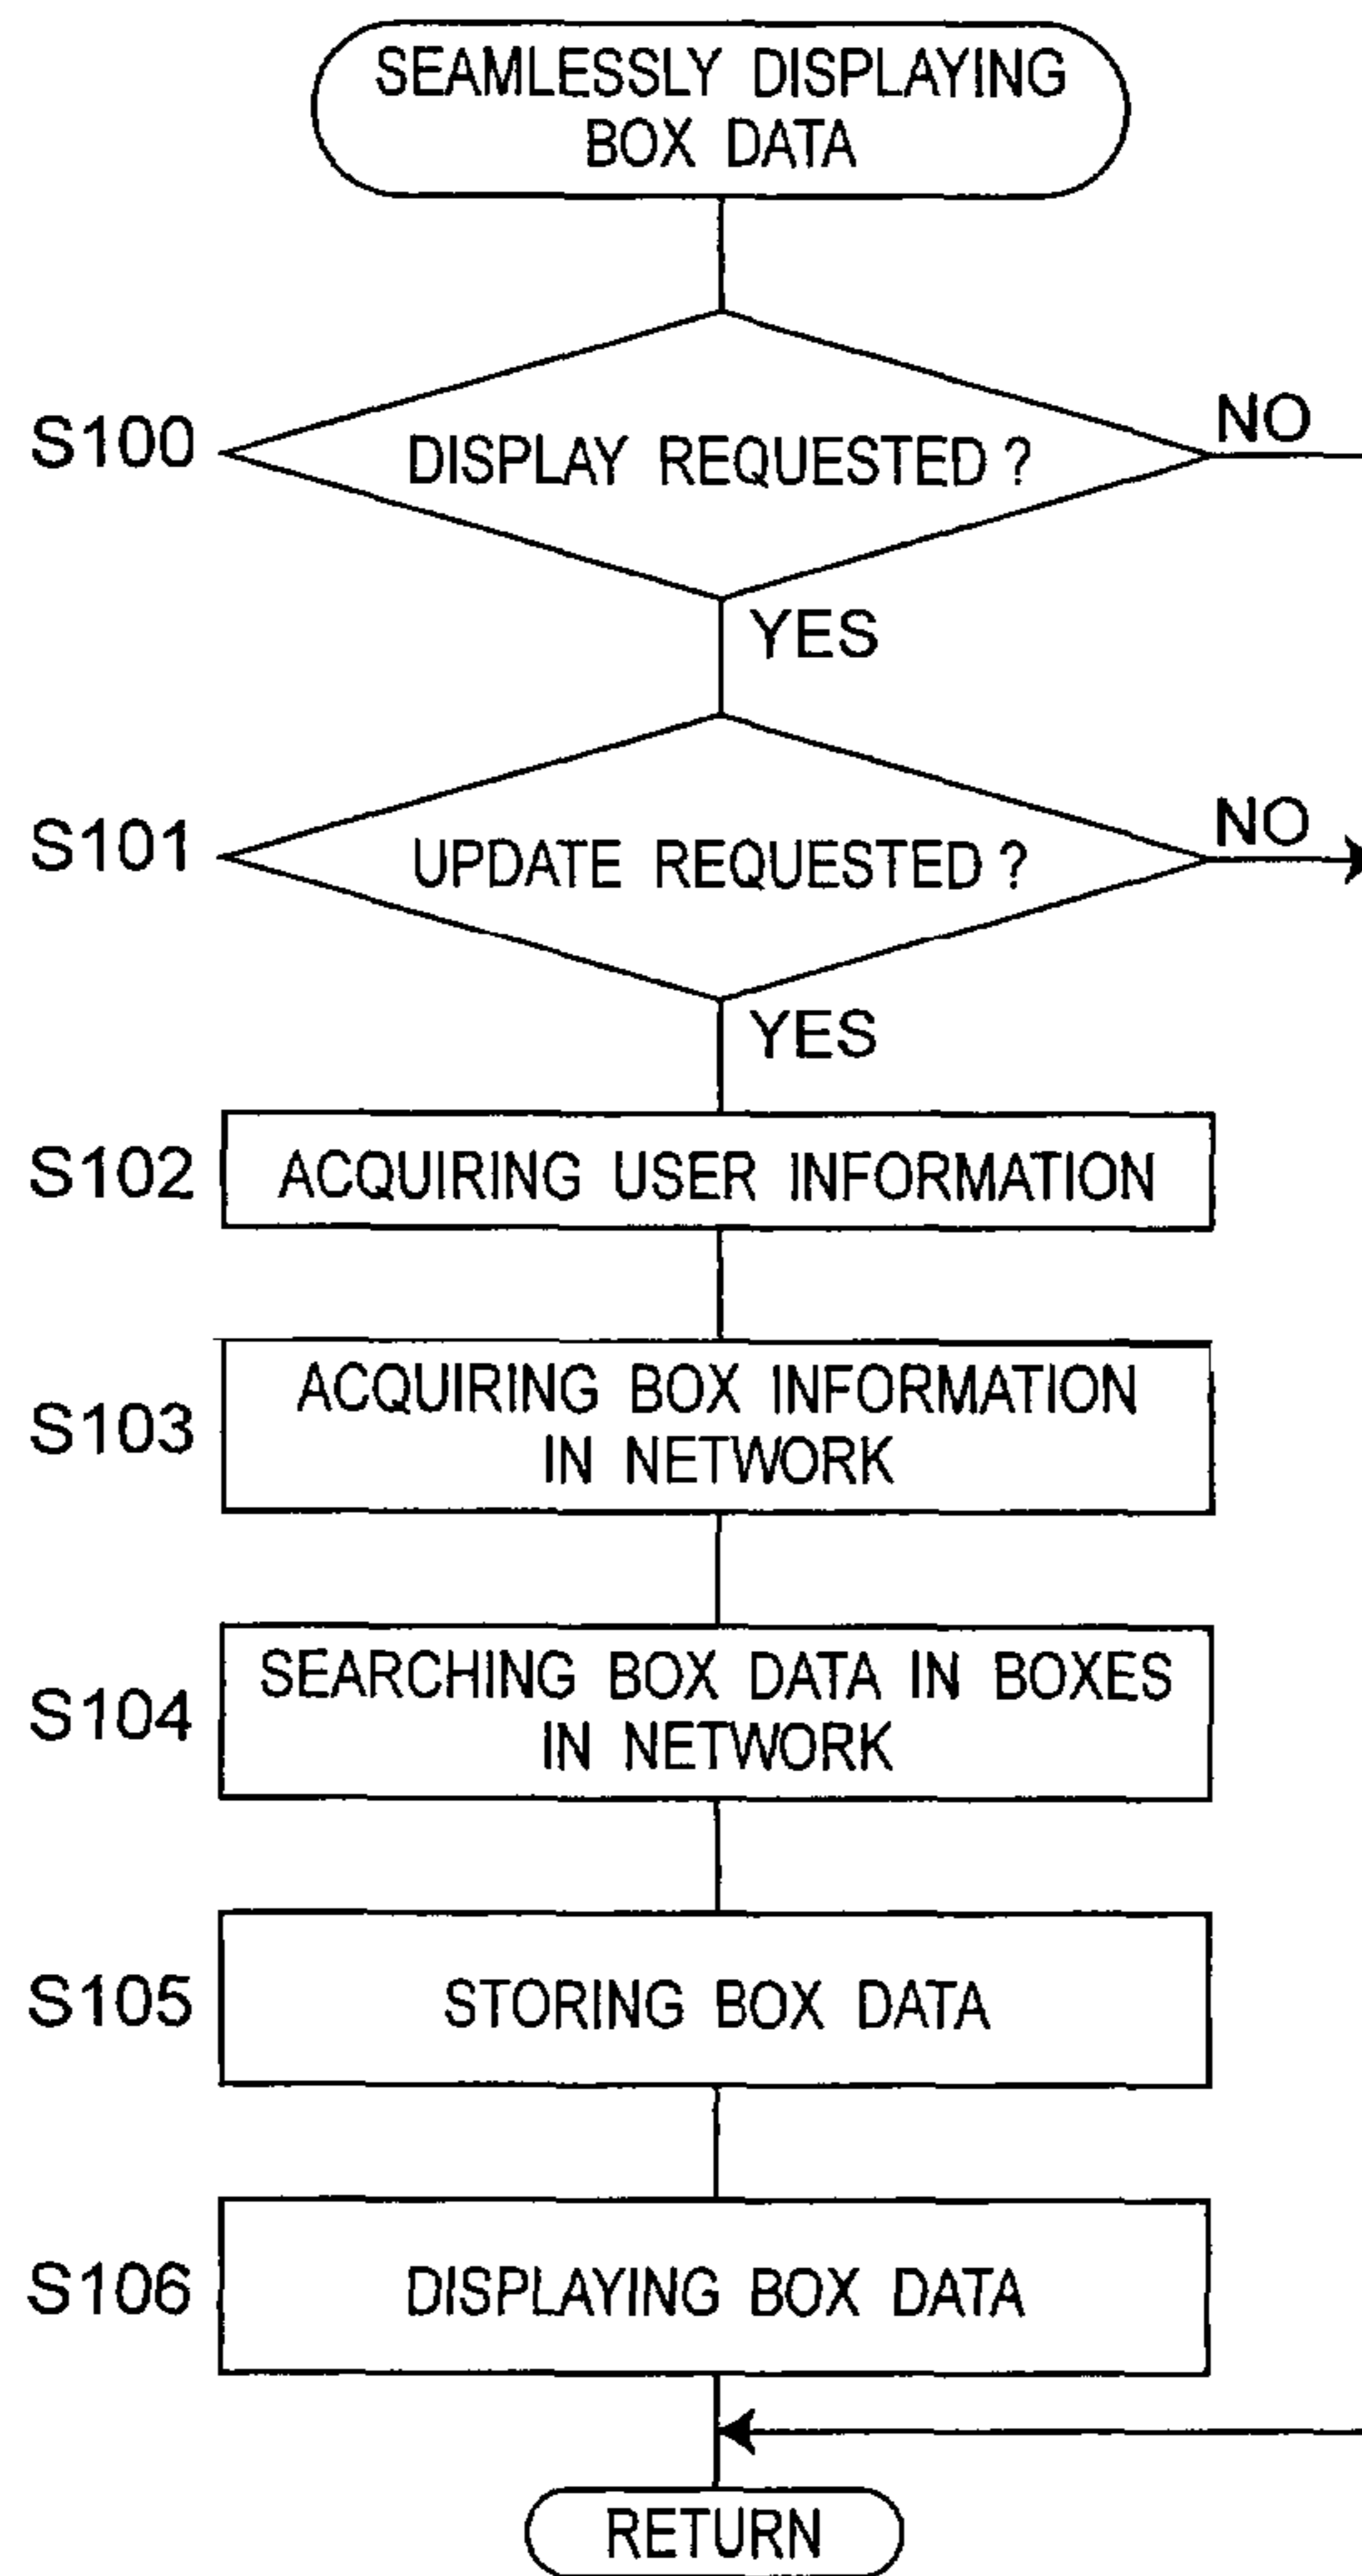 SEAMLESSLY DISPLAYING
BOX DATA
S100
DISPLAY REQUESTED ?
NO
YES
S101
UPDATE REQUESTED ?
NO
YES
S102
ACQUIRING USER INFORMATION
S103
ACQUIRING BOX INFORMATION
IN NETWORK
S104
SEARCHING BOX DATA IN BOXES
IN NETWORK
S105
STORING BOX DATA
S106
DISPLAYING BOX DATA
RETURN